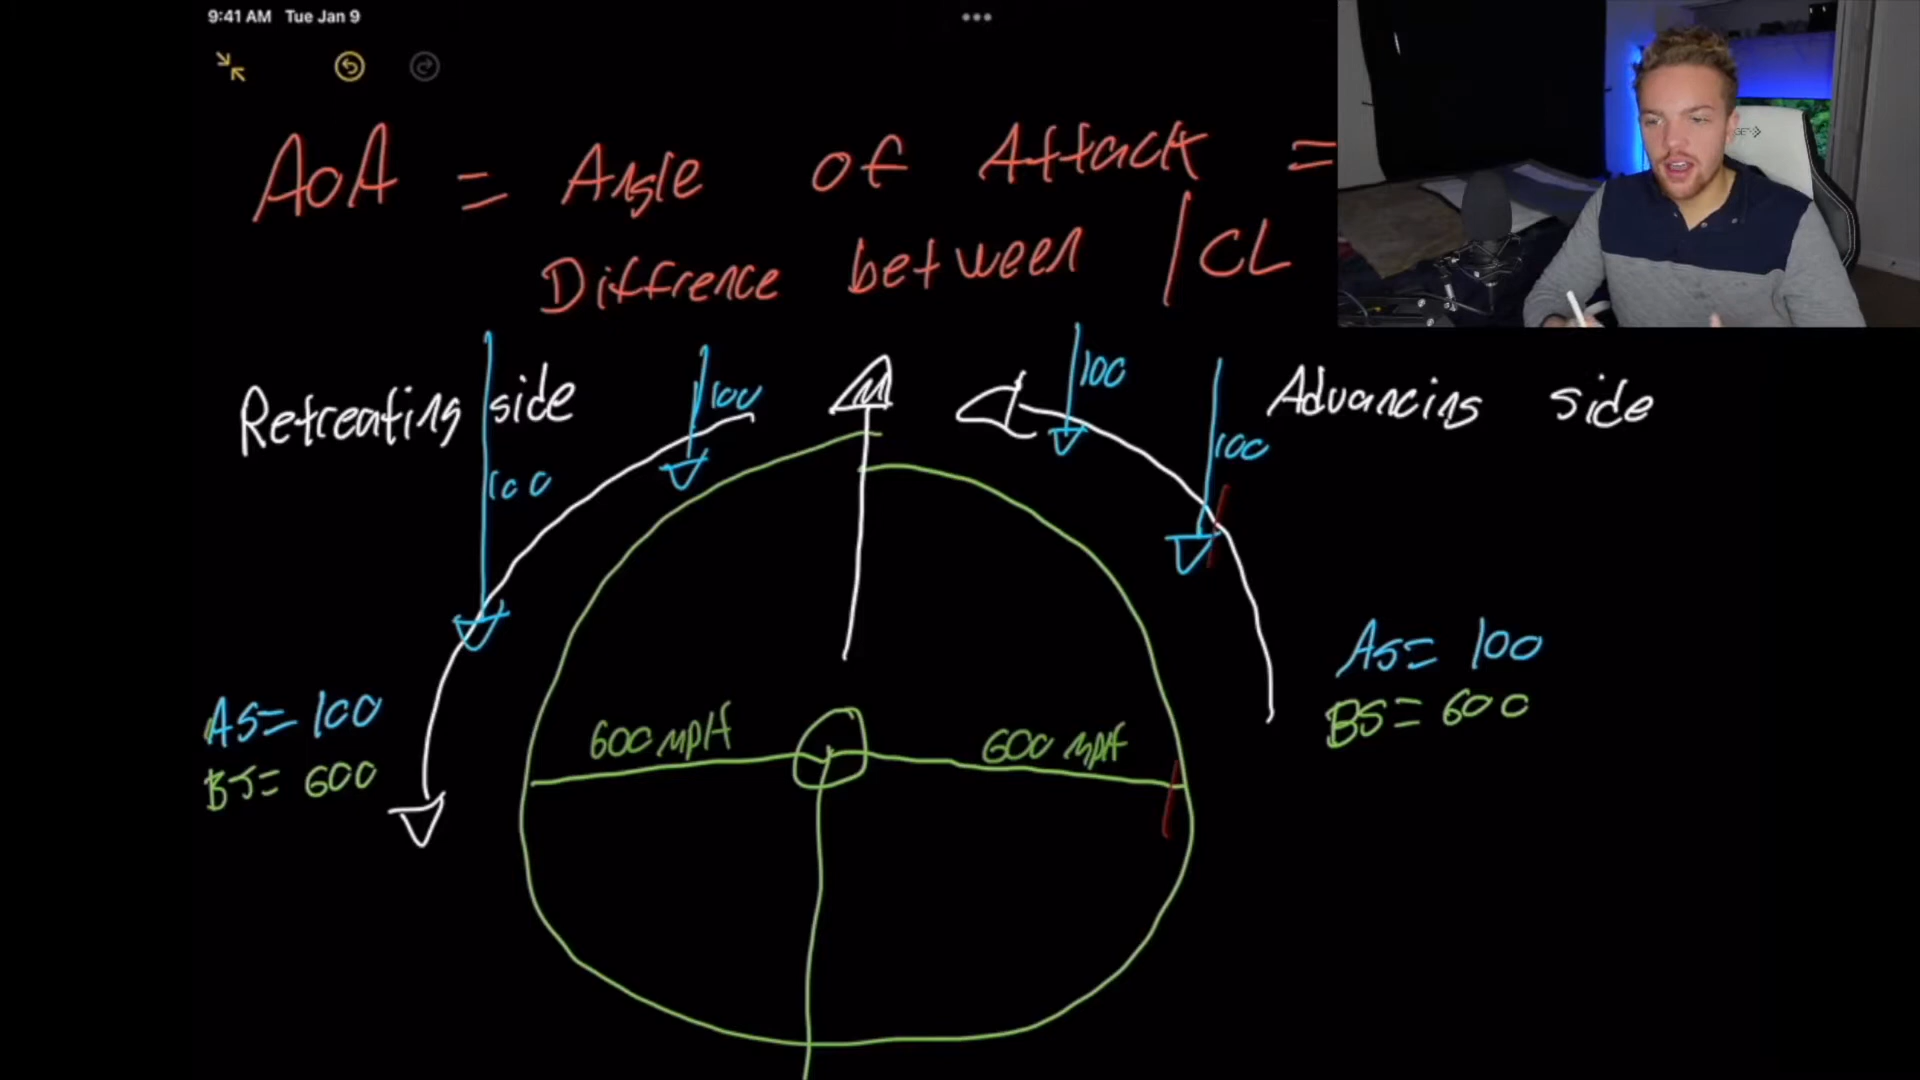 9:41 AM Tue Jan 9
AOA = Angle of Attack =
Diffrence between / CL
Retreating side
100
100
100
100
Advancing side
AS= 100
BS= 600
600 MPH
600 MPH
AS= 100
BS= 600